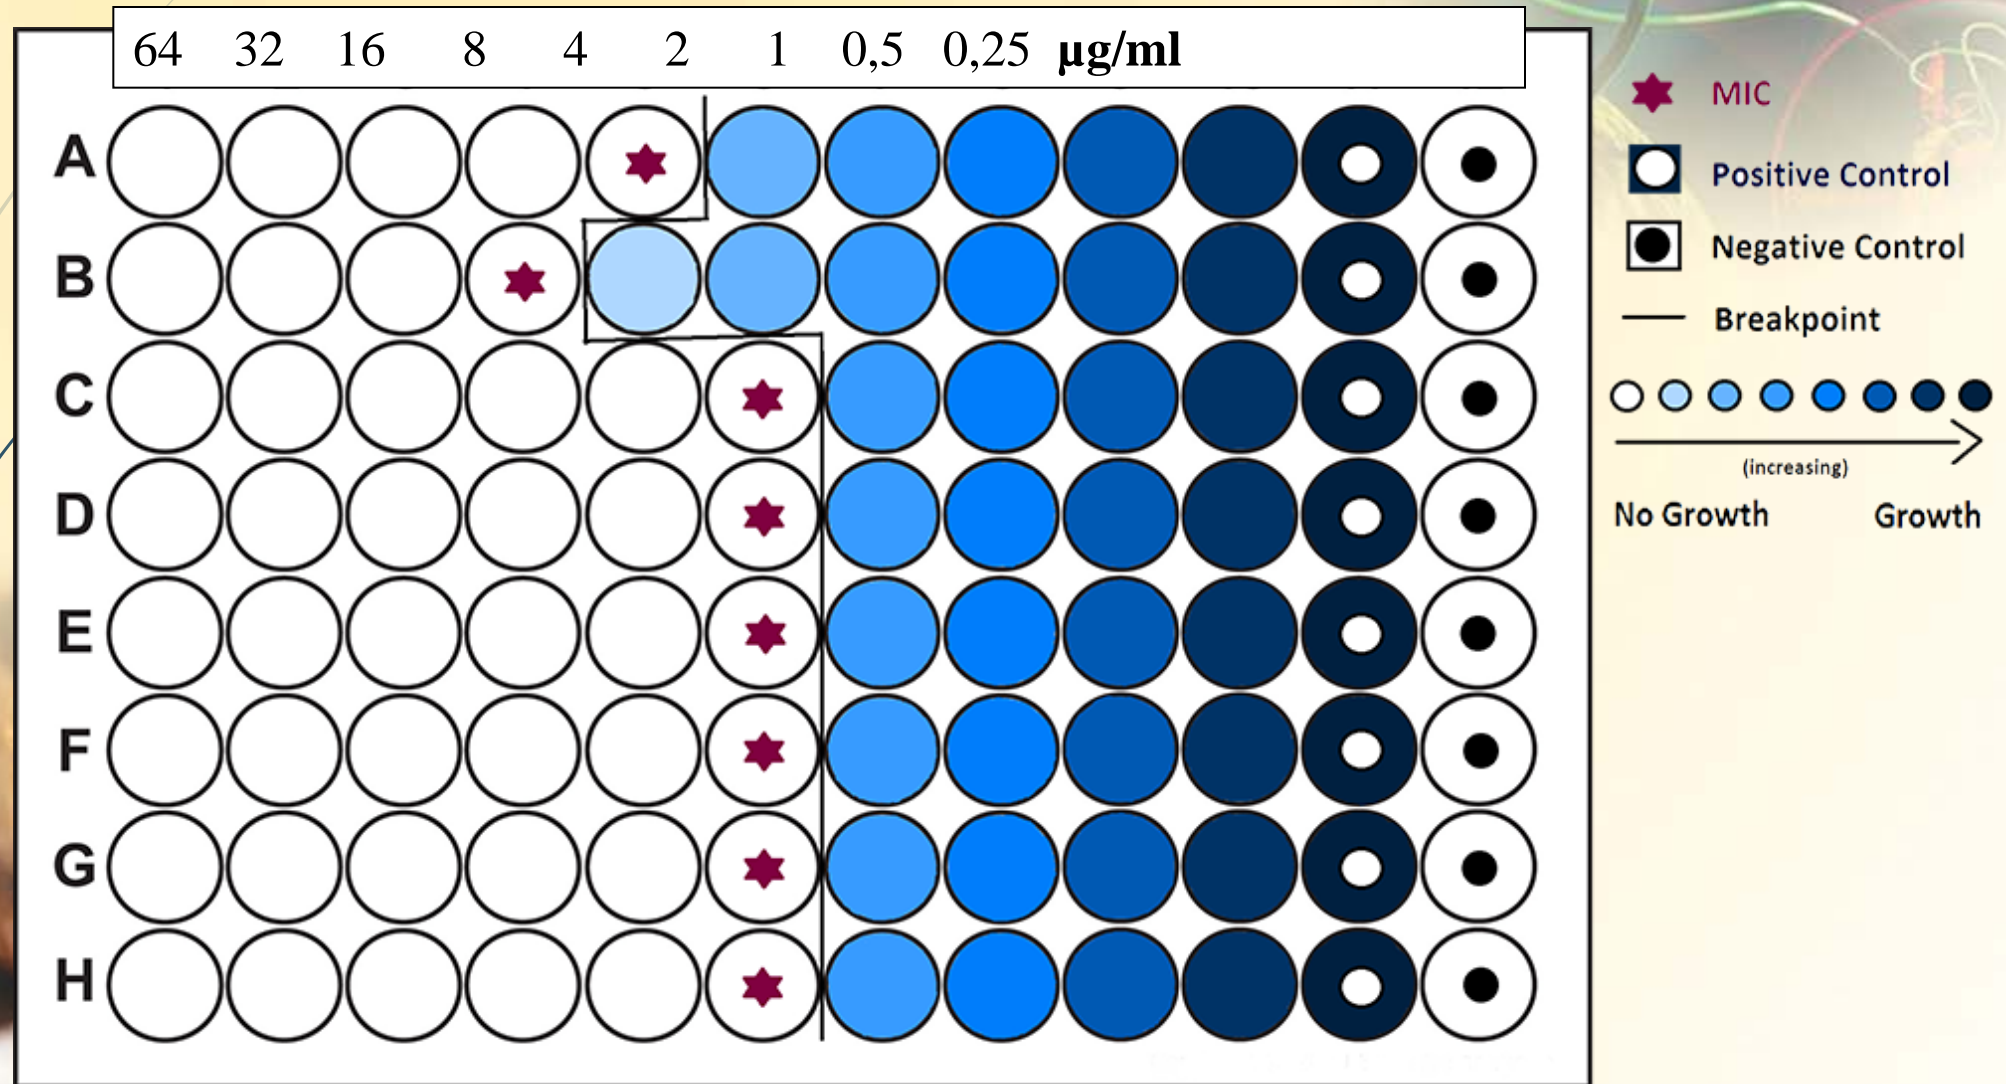 64 32 16 8 4 2 1 0,5 0,25 µg/ml
A
B
C
D
E
F
G
H
MIC
Positive Control
Negative Control
Breakpoint
(increasing)
No Growth Growth